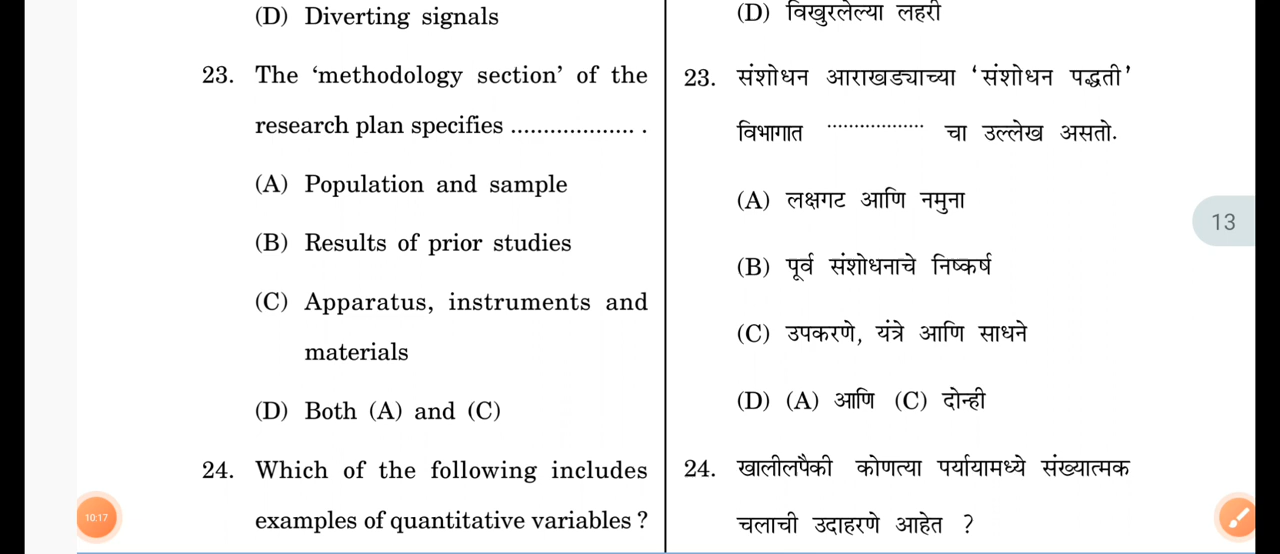 (D) Diverting signals
23. The ‘methodology section’ of the
research plan specifies ................... .
(A) Population and sample
(B) Results of prior studies
(C) Apparatus, instruments and
materials
(D) Both (A) and (C)
24. Which of the following includes
examples of quantitative variables ?
(D) विखुरलेल्या लहरी
23. संशोधन आराखड्याच्या ‘संशोधन पद्धती’
विभागात .................. चा उल्लेख असतो.
(A) लक्षगट आणि नमुना
(B) पूर्व संशोधनाचे निष्कर्ष
(C) उपकरणे, यंत्रे आणि साधने
(D) (A) आणि (C) दोन्ही
24. खालीलपैकी कोणत्या पर्यायामध्ये संख्यात्मक
चलाची उदाहरणे आहेत ?
13
10:17